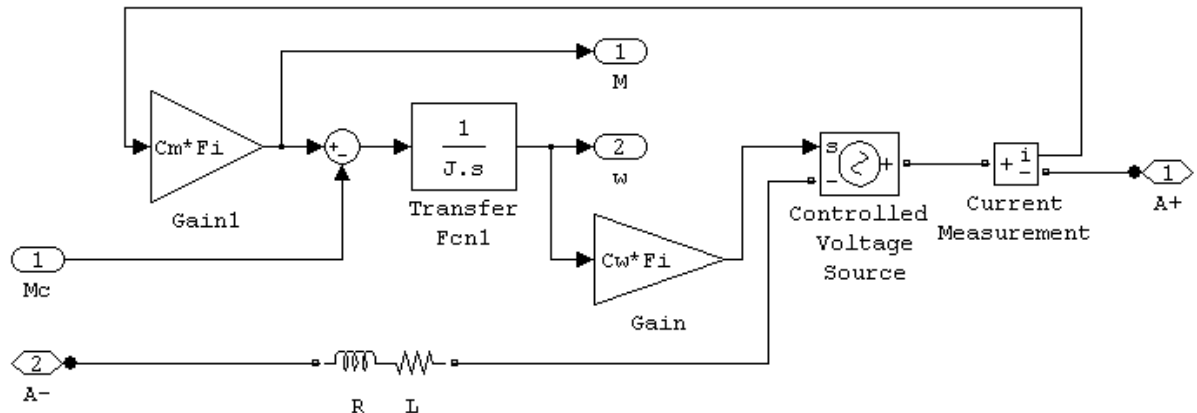 1
M
Cm*Fi
+
-
1
J.s
2
w
s
+
-
+
i
-
1
A+
Gain1
Transfer
Fcn1
Controlled
Voltage
Source
Current
Measurement
1
Mc
Cw*Fi
Gain
2
A-
R
L